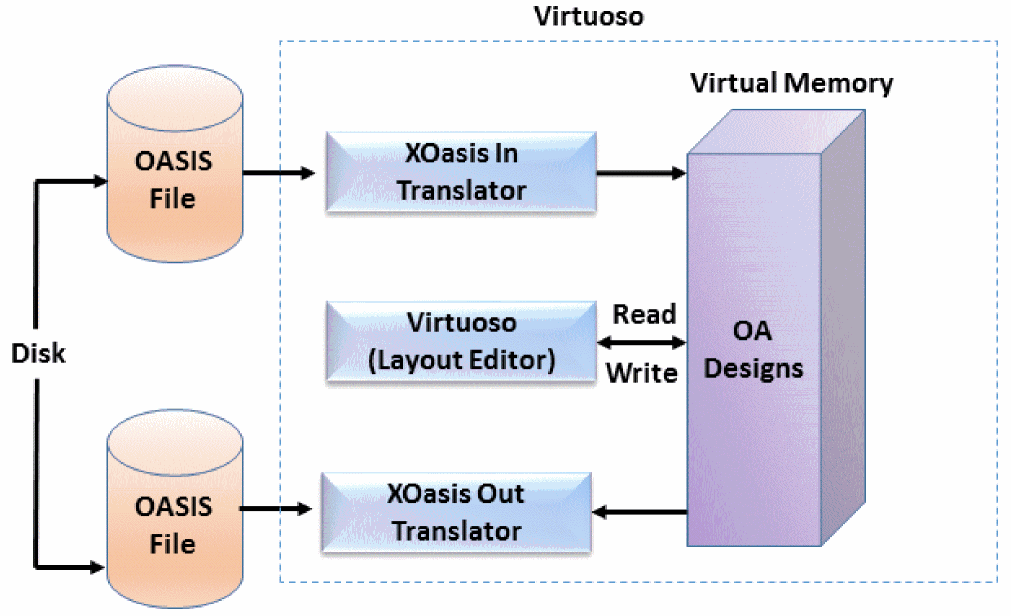 Virtuoso
Virtual Memory
OASIS
File
XOasis In
Translator
Disk
Virtuoso
(Layout Editor)
Read
Write
OA
Designs
OASIS
File
XOasis Out
Translator